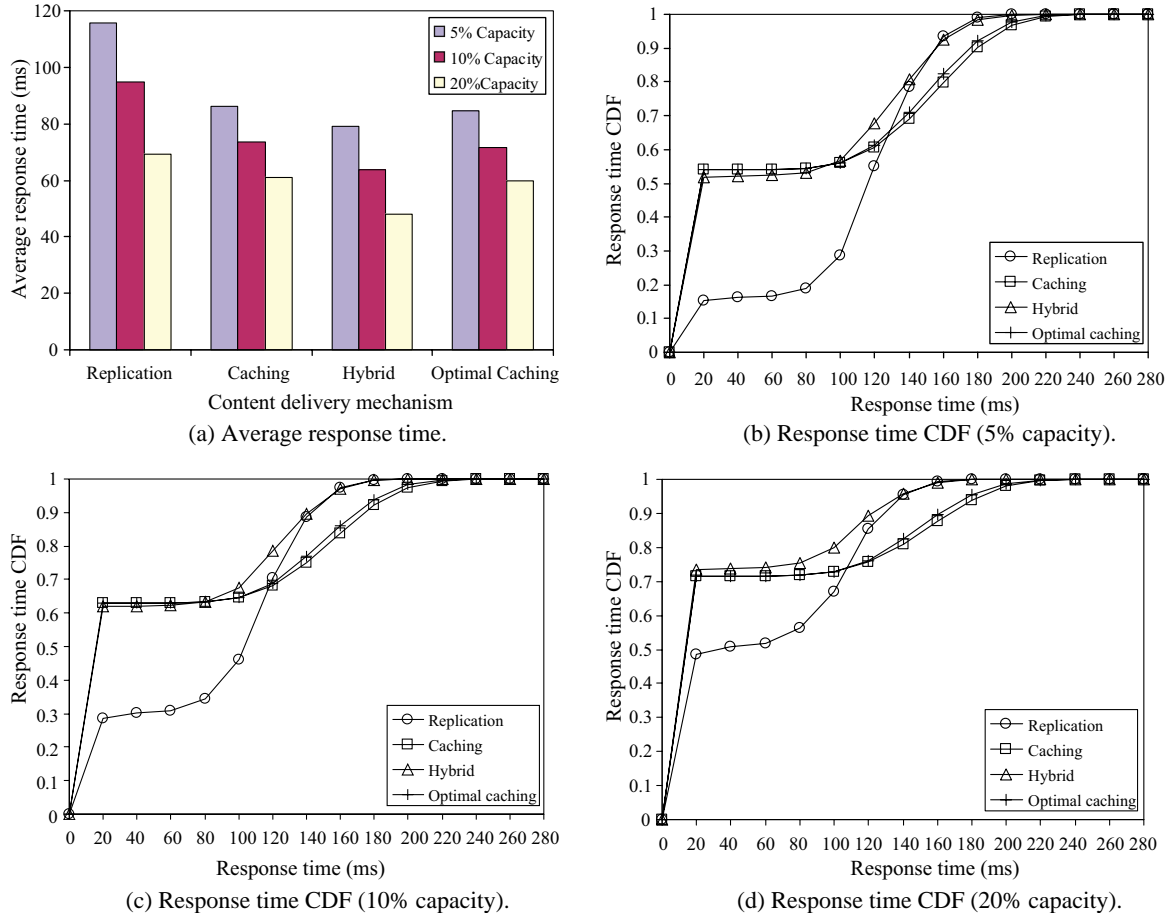 Average response time (ms)
120
100
80
60
40
20
0
5% Capacity
10% Capacity
20%Capacity
Replication Caching Hybrid Optimal Caching
Content delivery mechanism
(a) Average response time.
Response time CDF
1
0.9
0.8
0.7
0.6
0.5
0.4
0.3
0.2
0.1
0
Replication
Caching
Hybrid
Optimal caching
0 20 40 60 80 100 120 140 160 180 200 220 240 260 280
Response time (ms)
(b) Response time CDF (5% capacity).
Response time CDF
1
0.9
0.8
0.7
0.6
0.5
0.4
0.3
0.2
0.1
0
Replication
Caching
Hybrid
Optimal caching
0 20 40 60 80 100 120 140 160 180 200 220 240 260 280
Response time (ms)
(c) Response time CDF (10% capacity).
Response time CDF
1
0.9
0.8
0.7
0.6
0.5
0.4
0.3
0.2
0.1
0
Replication
Caching
Hybrid
Optimal caching
0 20 40 60 80 100 120 140 160 180 200 220 240 260 280
Response time (ms)
(d) Response time CDF (20% capacity).